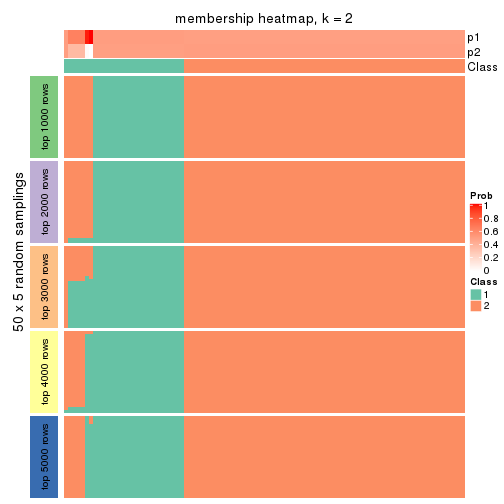 membership heatmap, k = 2
p1
p2
Class
50 x 5 random samplings
top 1000 rows
top 2000 rows
top 3000 rows
top 4000 rows
top 5000 rows
Prob
1
0.8
0.6
0.4
0.2
0
Class
1
2